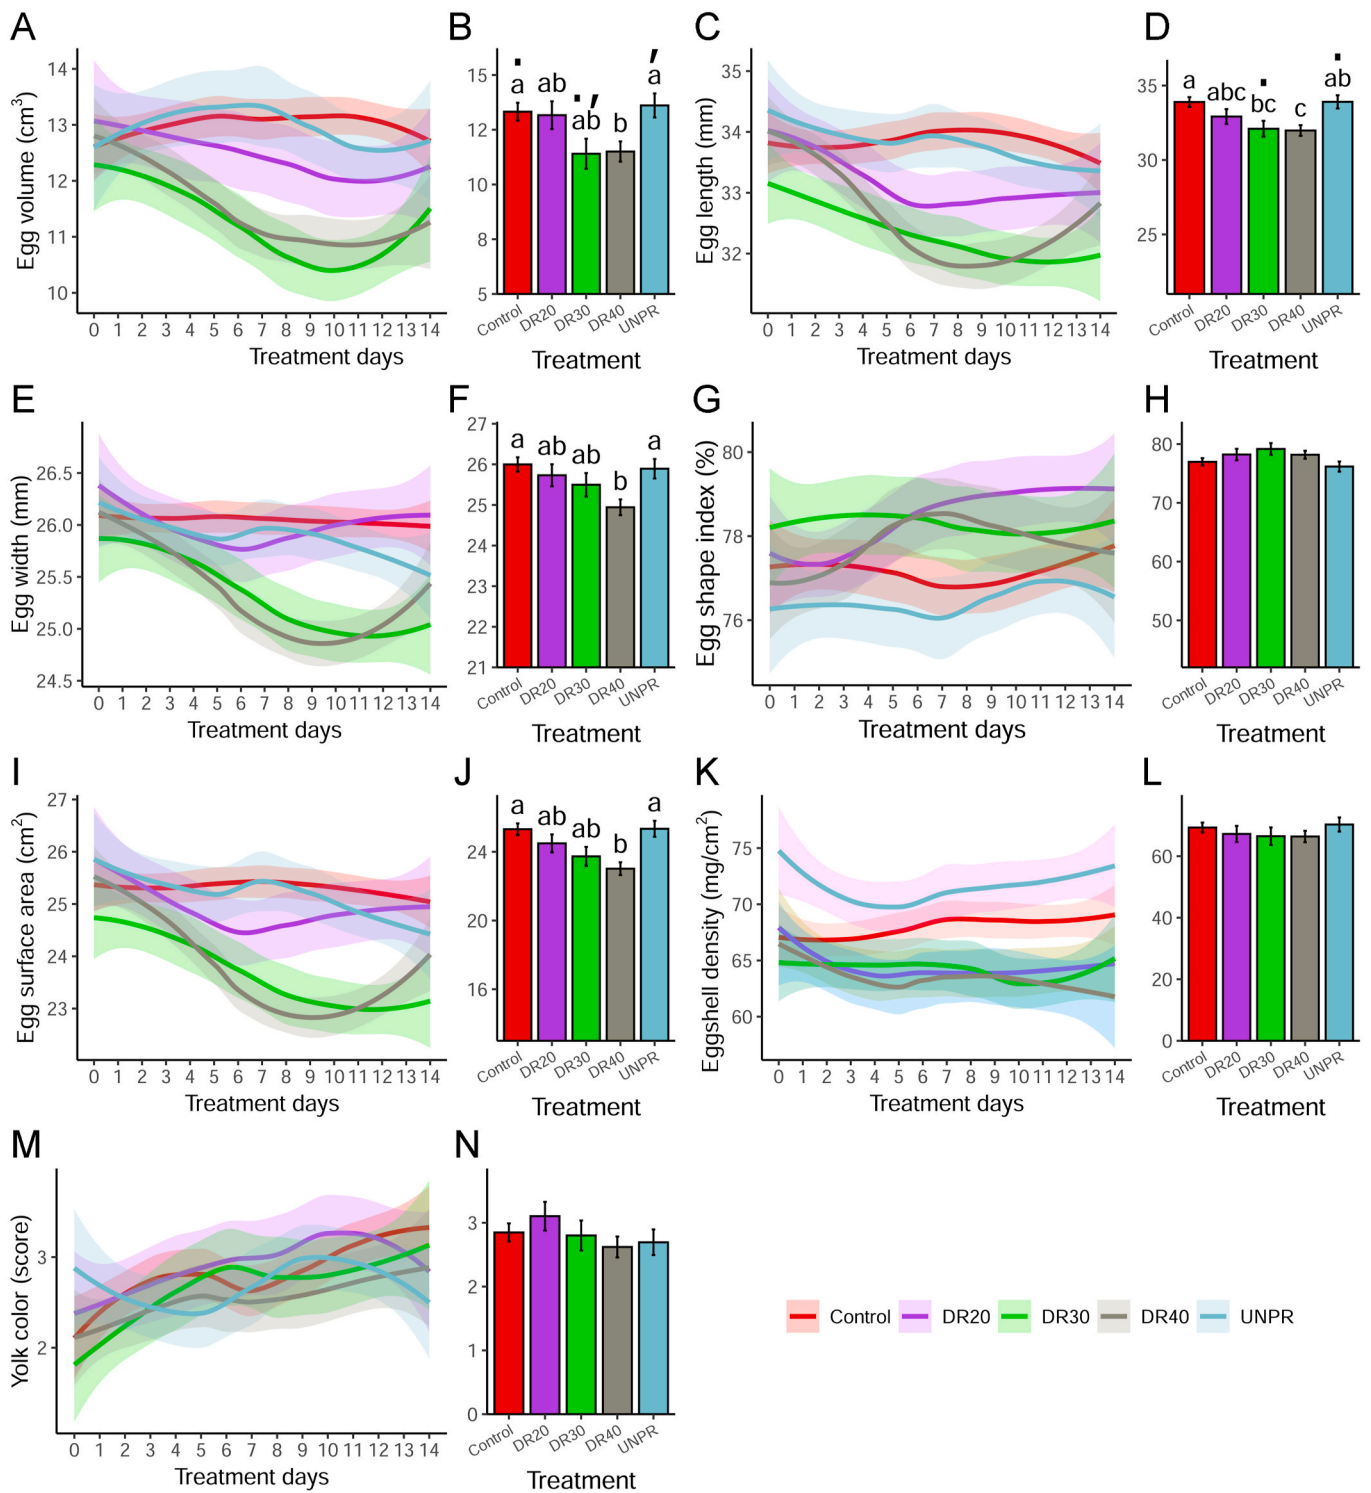 A
Egg volume (cm³)
14
13
12
11
10
0 1 2 3 4 5 6 7 8 9 10 11 12 13 14
Treatment days
B
15
12
10
8
5
. 
a ab ., ab b , a
Control DR20 DR30 DR40 UNPR
Treatment
C
Egg length (mm)
35
34
33
32
0 1 2 3 4 5 6 7 8 9 10 11 12 13 14
Treatment days
D
35
30
25
a abc . bc c . ab
Control DR20 DR30 DR40 UNPR
Treatment
E
Egg width (mm)
26.5
26.0
25.5
25.0
24.5
0 1 2 3 4 5 6 7 8 9 10 11 12 13 14
Treatment days
F
27
26
25
24
23
22
21
a ab ab b a
Control DR20 DR30 DR40 UNPR
Treatment
G
Egg shape index (%)
80
78
76
0 1 2 3 4 5 6 7 8 9 10 11 12 13 14
Treatment days
H
80
70
60
50
Control DR20 DR30 DR40 UNPR
Treatment
I
Egg surface area (cm²)
27
26
25
24
23
0 1 2 3 4 5 6 7 8 9 10 11 12 13 14
Treatment days
J
24
20
16
a ab ab b a
Control DR20 DR30 DR40 UNPR
Treatment
K
Eggshell density (mg/cm²)
75
70
65
60
0 1 2 3 4 5 6 7 8 9 10 11 12 13 14
Treatment days
L
60
40
20
0
Control DR20 DR30 DR40 UNPR
Treatment
M
Yolk color (score)
3
2
0 1 2 3 4 5 6 7 8 9 10 11 12 13 14
Treatment days
N
3
2
1
0
Control DR20 DR30 DR40 UNPR
Treatment
Control DR20 DR30 DR40 UNPR